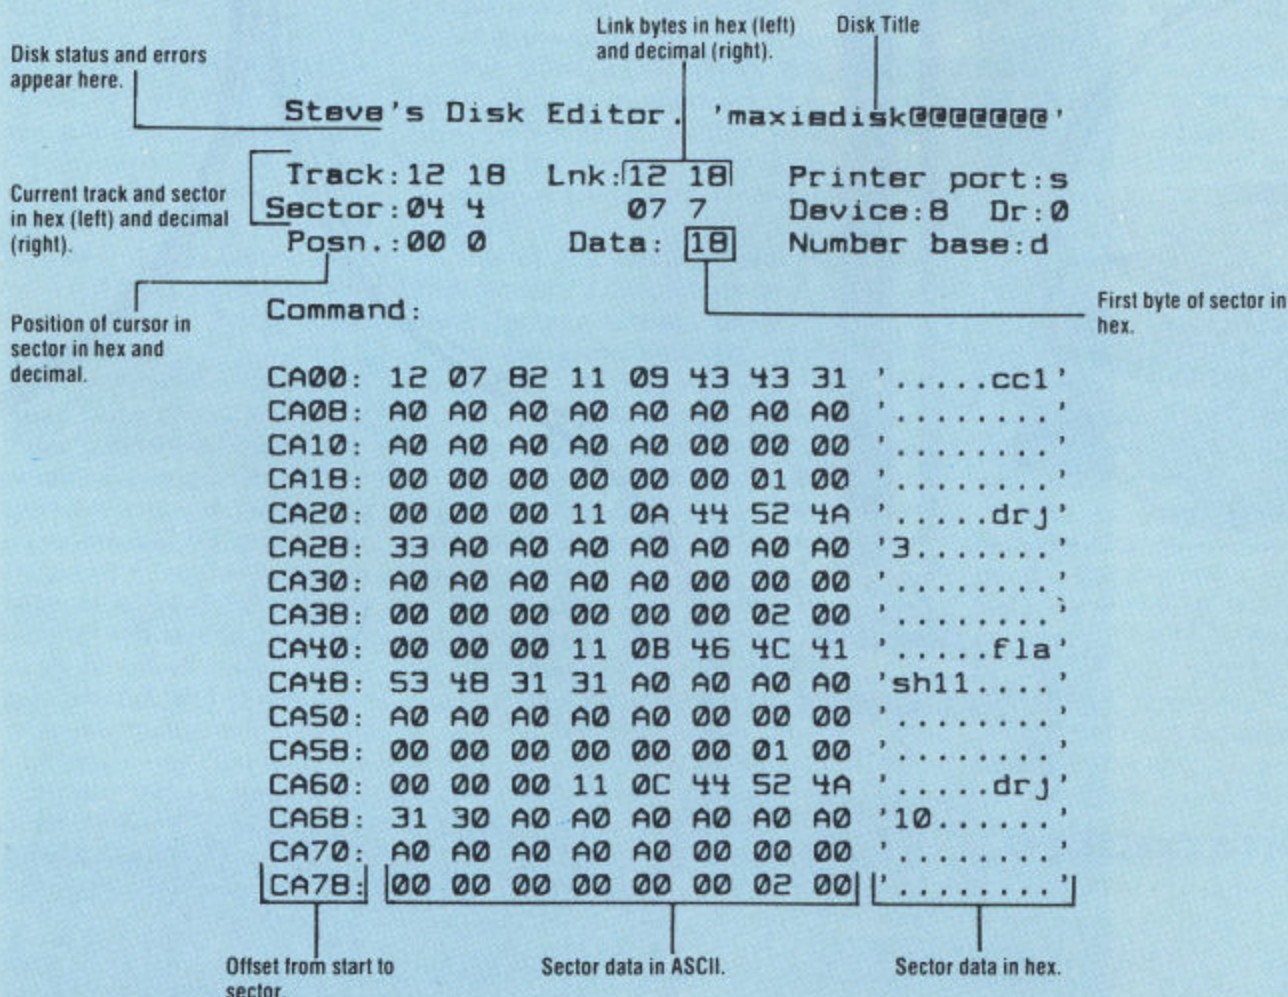 Link bytes in hex (left)
and decimal (right).
Disk Title
Disk status and errors
appear here.
Steve's Disk Editor. 'maxiedisk@@@@@@@'
Track:12 18 Lnk:12 18 Printer port:s
Current track and sector
in hex (left) and decimal
(right).
Sector:04 4 07 7 Device:8 Dr:0
Posn.:00 0 Data: 18 Number base:d
Position of cursor in
sector in hex and
decimal.
Command:
First byte of sector in
hex.
CA00: 12 07 82 11 09 43 43 31 '.....cc1'
CA08: A0 A0 A0 A0 A0 A0 A0 A0 '........'
CA10: A0 A0 A0 A0 A0 00 00 00 '........'
CA18: 00 00 00 00 00 00 01 00 '........'
CA20: 00 00 00 11 0A 44 52 4A '.....drj'
CA28: 33 A0 A0 A0 A0 A0 A0 A0 '3.......'
CA30: A0 A0 A0 A0 A0 00 00 00 '........'
CA38: 00 00 00 00 00 00 02 00 '........'
CA40: 00 00 00 11 0B 46 4C 41 '.....fla'
CA48: 53 48 31 31 A0 A0 A0 A0 'sh11....'
CA50: A0 A0 A0 A0 A0 00 00 00 '........'
CA58: 00 00 00 00 00 00 01 00 '........'
CA60: 00 00 00 11 0C 44 52 4A '.....drj'
CA68: 31 30 A0 A0 A0 A0 A0 A0 '10......'
CA70: A0 A0 A0 A0 A0 00 00 00 '........'
CA78: 00 00 00 00 00 00 02 00 '........'
Offset from start to
sector.
Sector data in ASCII.
Sector data in hex.